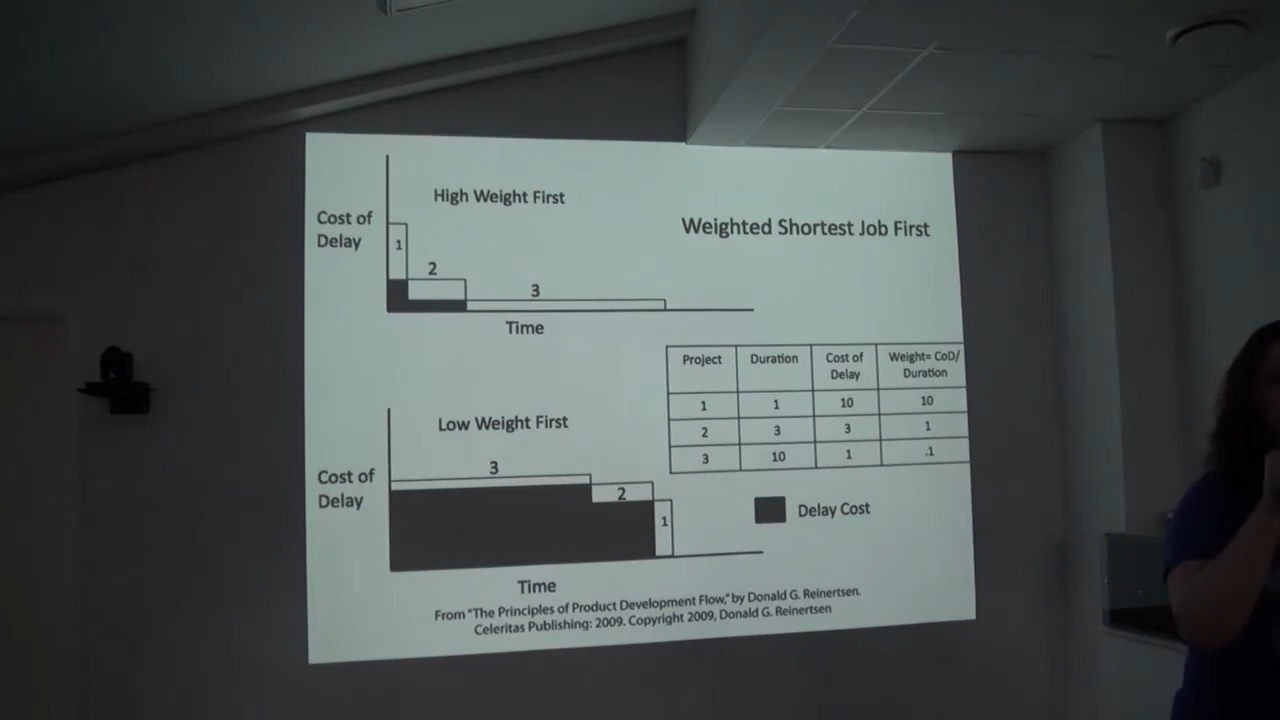 High Weight First
Cost of
Delay
1
2
3
Time
Weighted Shortest Job First
Project Duration Cost of Delay Weight= CoD/ Duration
1 1 10 10
2 3 3 1
3 10 1 .1
Low Weight First
Cost of
Delay
3
2
1
Delay Cost
Time
From "The Principles of Product Development Flow," by Donald G. Reinertsen.
Celeritas Publishing: 2009. Copyright 2009, Donald G. Reinertsen